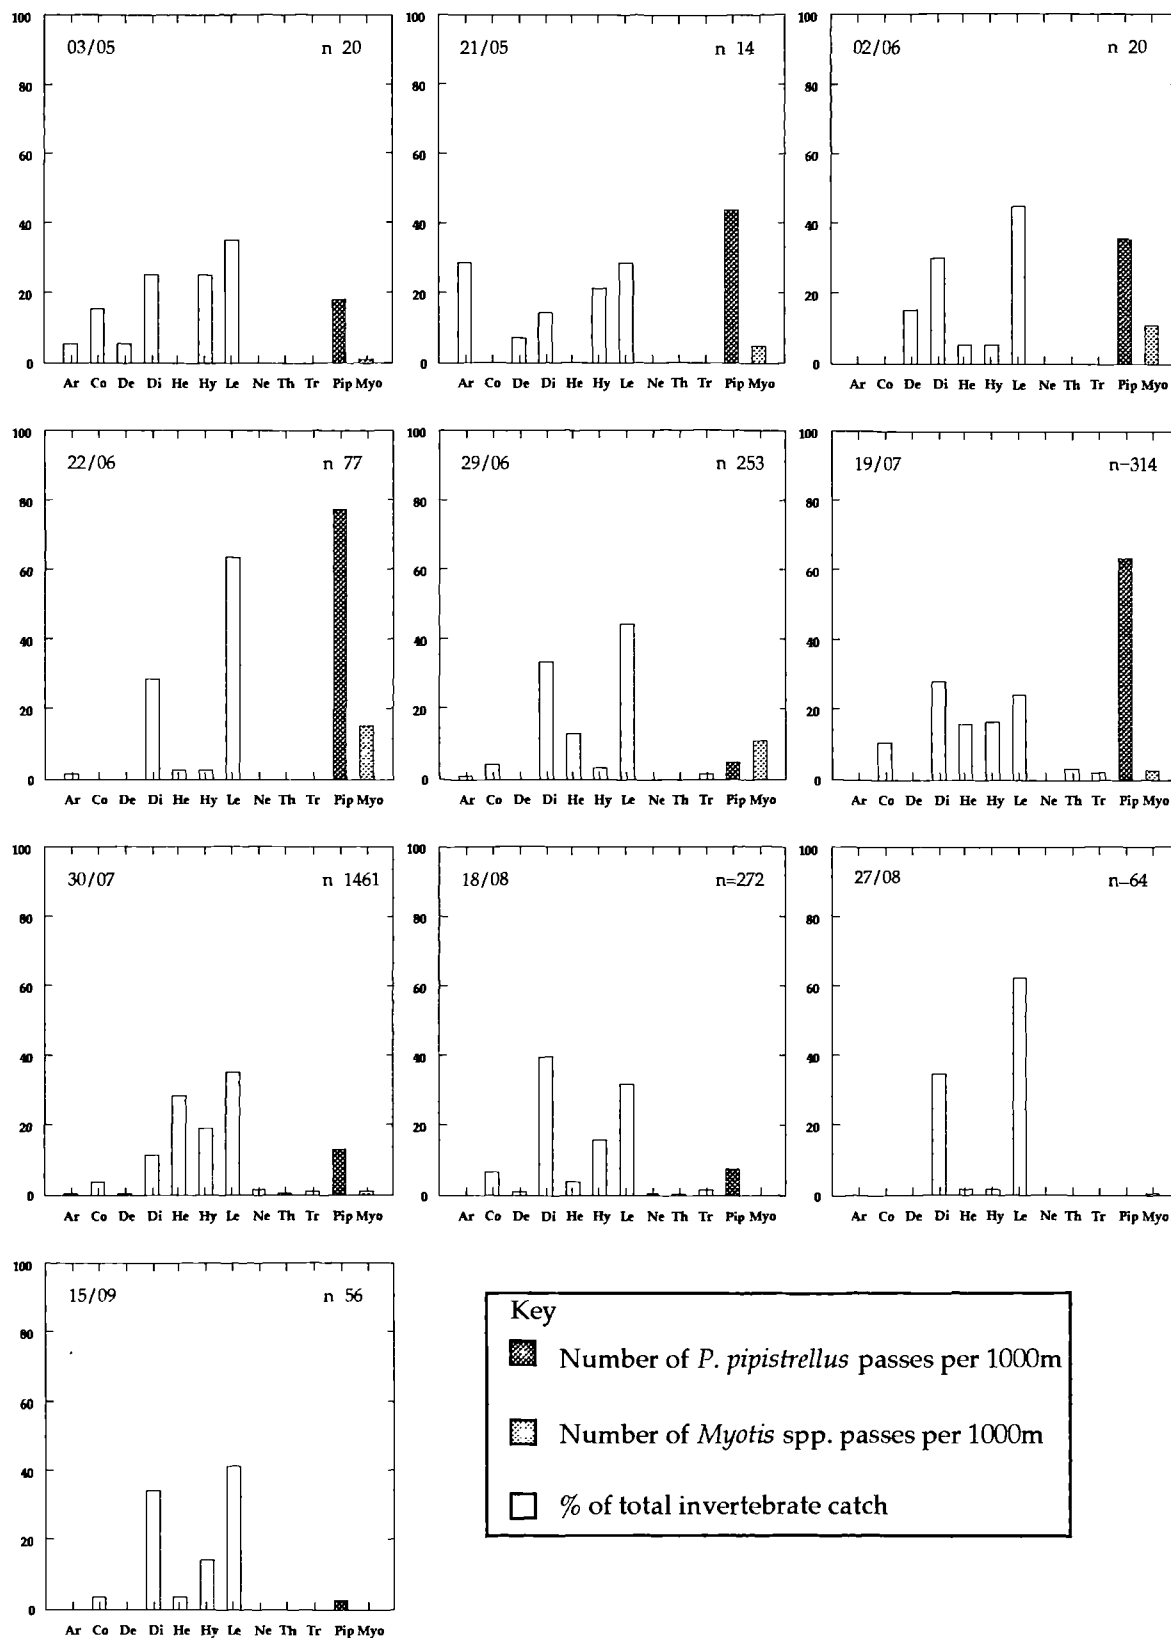 03/05 n 20
100
80
60
40
20
0
Ar Co De Di He Hy Le Ne Th Tr Pip Myo
21/05 n 14
100
80
60
40
20
0
Ar Co De Di He Hy Le Ne Th Tr Pip Myo
02/06 n 20
100
80
60
40
20
0
Ar Co De Di He Hy Le Ne Th Tr Pip Myo
22/06 n 77
100
80
60
40
20
0
Ar Co De Di He Hy Le Ne Th Tr Pip Myo
29/06 n 253
100
80
60
40
20
0
Ar Co De Di He Hy Le Ne Th Tr Pip Myo
19/07 n-314
100
80
60
40
20
0
Ar Co De Di He Hy Le Ne Th Tr Pip Myo
30/07 n 1461
100
80
60
40
20
0
Ar Co De Di He Hy Le Ne Th Tr Pip Myo
18/08 n=272
100
80
60
40
20
0
Ar Co De Di He Hy Le Ne Th Tr Pip Myo
27/08 n-64
100
80
60
40
20
0
Ar Co De Di He Hy Le Ne Th Tr Pip Myo
15/09 n 56
100
80
60
40
20
0
Ar Co De Di He Hy Le Ne Th Tr Pip Myo
Key
Number of P. pipistrellus passes per 1000m
Number of Myotis spp. passes per 1000m
% of total invertebrate catch